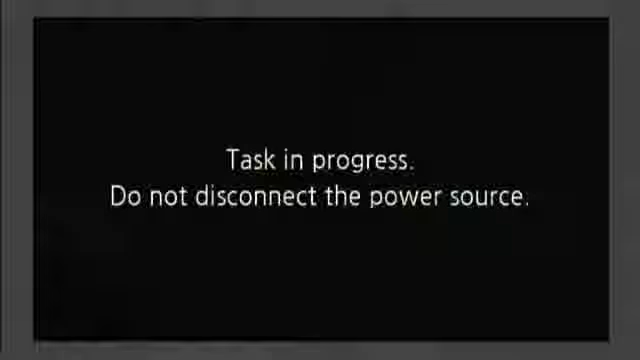 Task in progress.
Do not disconnect the power source.